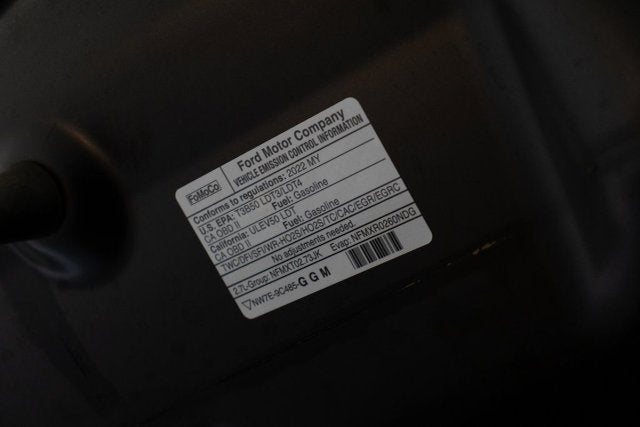 FoMoCo
Ford Motor Company
VEHICLE EMISSION CONTROL INFORMATION
Conforms to regulations: 2022 MY
U.S. EPA: T3B50 LDT3/LDT4
CA OBD II Fuel: Gasoline
California: ULEV50 LDT
CA OBD II Fuel: Gasoline
TWC/DFI/SFI/WR-HO2S/HO2S/TC/CAC/EGR/EGRC
No adjustments needed.
2.7L-Group: NFMXT02.73JK Evap: NFMXR0260NDG
▽NW7E-9C485-G G M